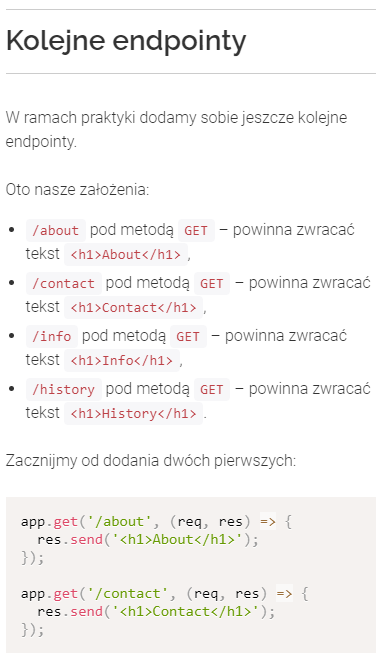 Kolejne endpointy
W ramach praktyki dodamy sobie jeszcze kolejne
endpointy.
Oto nasze założenia:
• /about pod metodą GET – powinna zwracać
tekst <h1>About</h1> ,
• /contact pod metodą GET – powinna zwracać
tekst <h1>Contact</h1> ,
• /info pod metodą GET – powinna zwracać
tekst <h1>Info</h1> ,
• /history pod metodą GET – powinna zwracać
tekst <h1>History</h1> .
Zacznijmy od dodania dwóch pierwszych:
app.get('/about', (req, res) => {
  res.send('<h1>About</h1>');
});
app.get('/contact', (req, res) => {
  res.send('<h1>Contact</h1>');
});